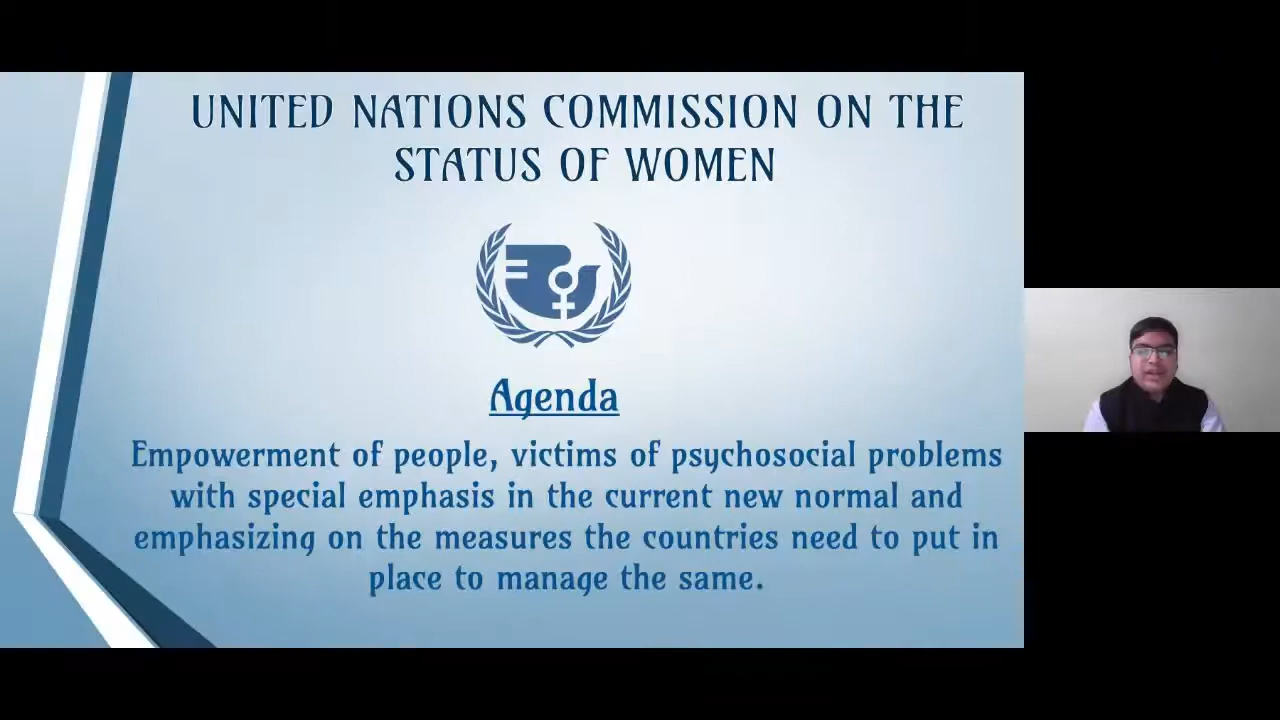 UNITED NATIONS COMMISSION ON THE
STATUS OF WOMEN
Agenda
Empowerment of people, victims of psychosocial problems
with special emphasis in the current new normal and
emphasizing on the measures the countries need to put in
place to manage the same.